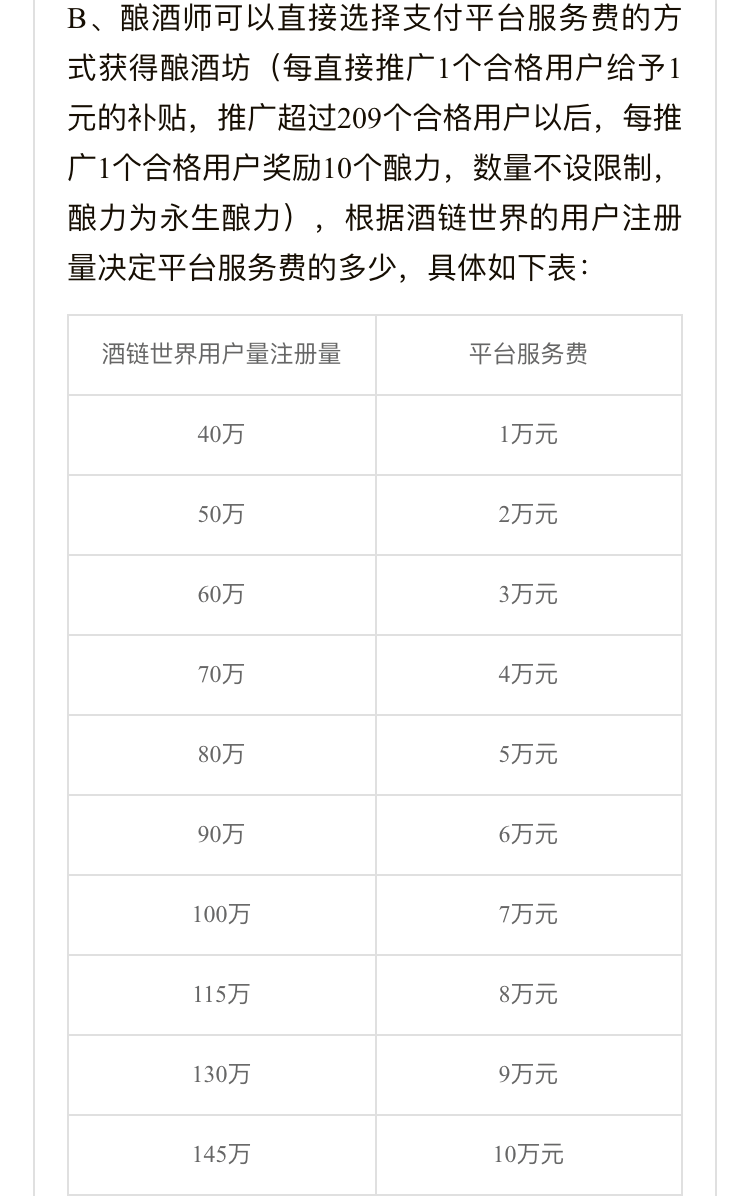 B、酿酒师可以直接选择支付平台服务费的方
式获得酿酒坊（每直接推广1个合格用户给予1
元的补贴，推广超过209个合格用户以后，每推
广1个合格用户奖励10个酿力，数量不设限制，
酿力为永生酿力），根据酒链世界的用户注册
量决定平台服务费的多少，具体如下表：
酒链世界用户量注册量 平台服务费
40万 1万元
50万 2万元
60万 3万元
70万 4万元
80万 5万元
90万 6万元
100万 7万元
115万 8万元
130万 9万元
145万 10万元